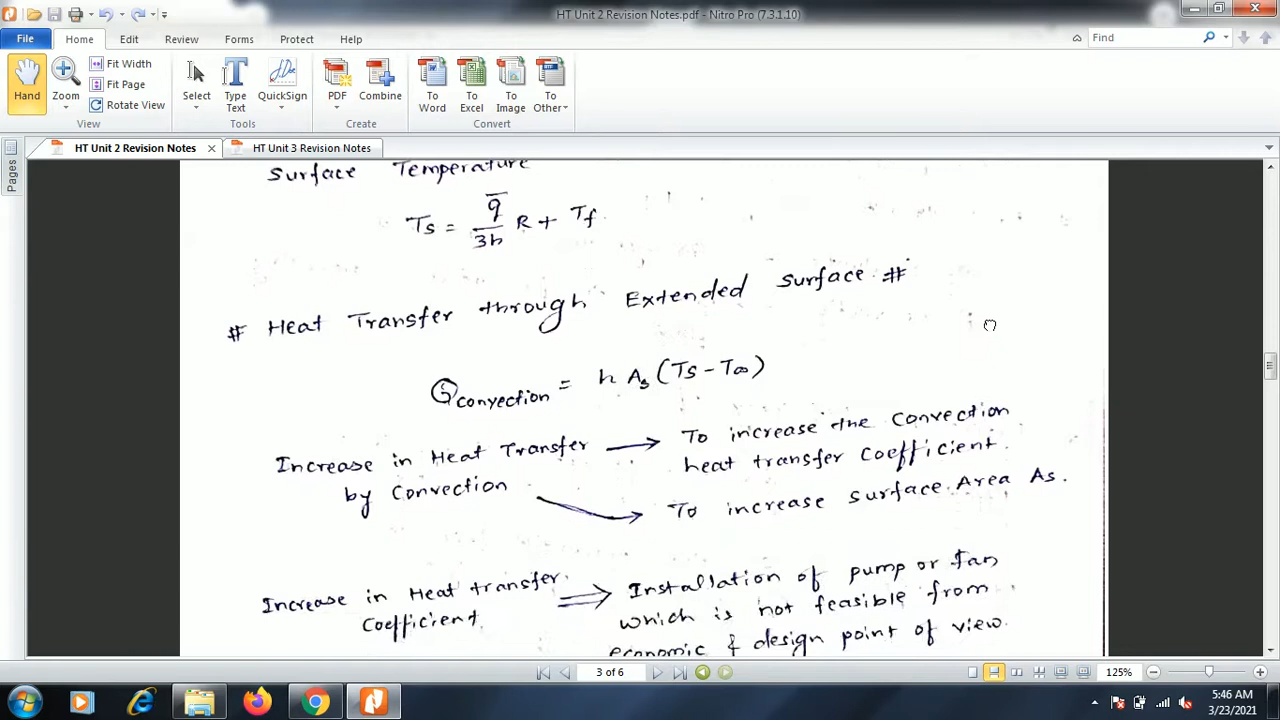 HT Unit 2 Revision Notes.pdf - Nitro Pro (7.3.1.10)
File Home Edit Review Forms Protect Help Find
Hand Zoom Fit Width Fit Page Rotate View Select Type Text QuickSign PDF Combine To Word To Excel To Image To Other
View Tools Create Convert
HT Unit 2 Revision Notes x HT Unit 3 Revision Notes
Pages
Surface Temperature
Ts = q̅/3h R + Tf
# Heat Transfer through Extended Surface. #
Qconvection = h As (Ts - T∞)
Increase in Heat Transfer by Convection
→ To increase the Convection heat transfer coefficient.
→ To increase surface Area As.
Increase in Heat transfer Coefficient
⇒ Installation of pump or fan
which is not feasible from
economic & design point of view.
3 of 6
125%
5:46 AM
3/23/2021